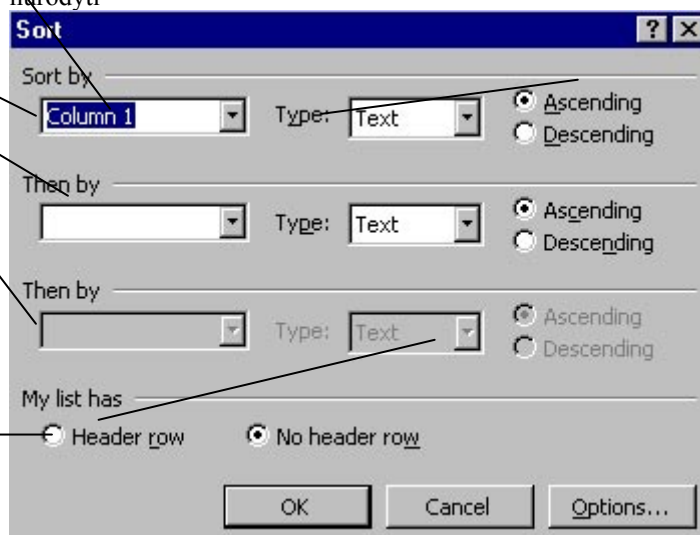 nurodyti
Sort
Sort by
Column 1 Type: Text Ascending
Descending
Then by
Type: Text Ascending
Descending
Then by
Type: Text Ascending
Descending
My list has
Header row No header row
OK Cancel Options...